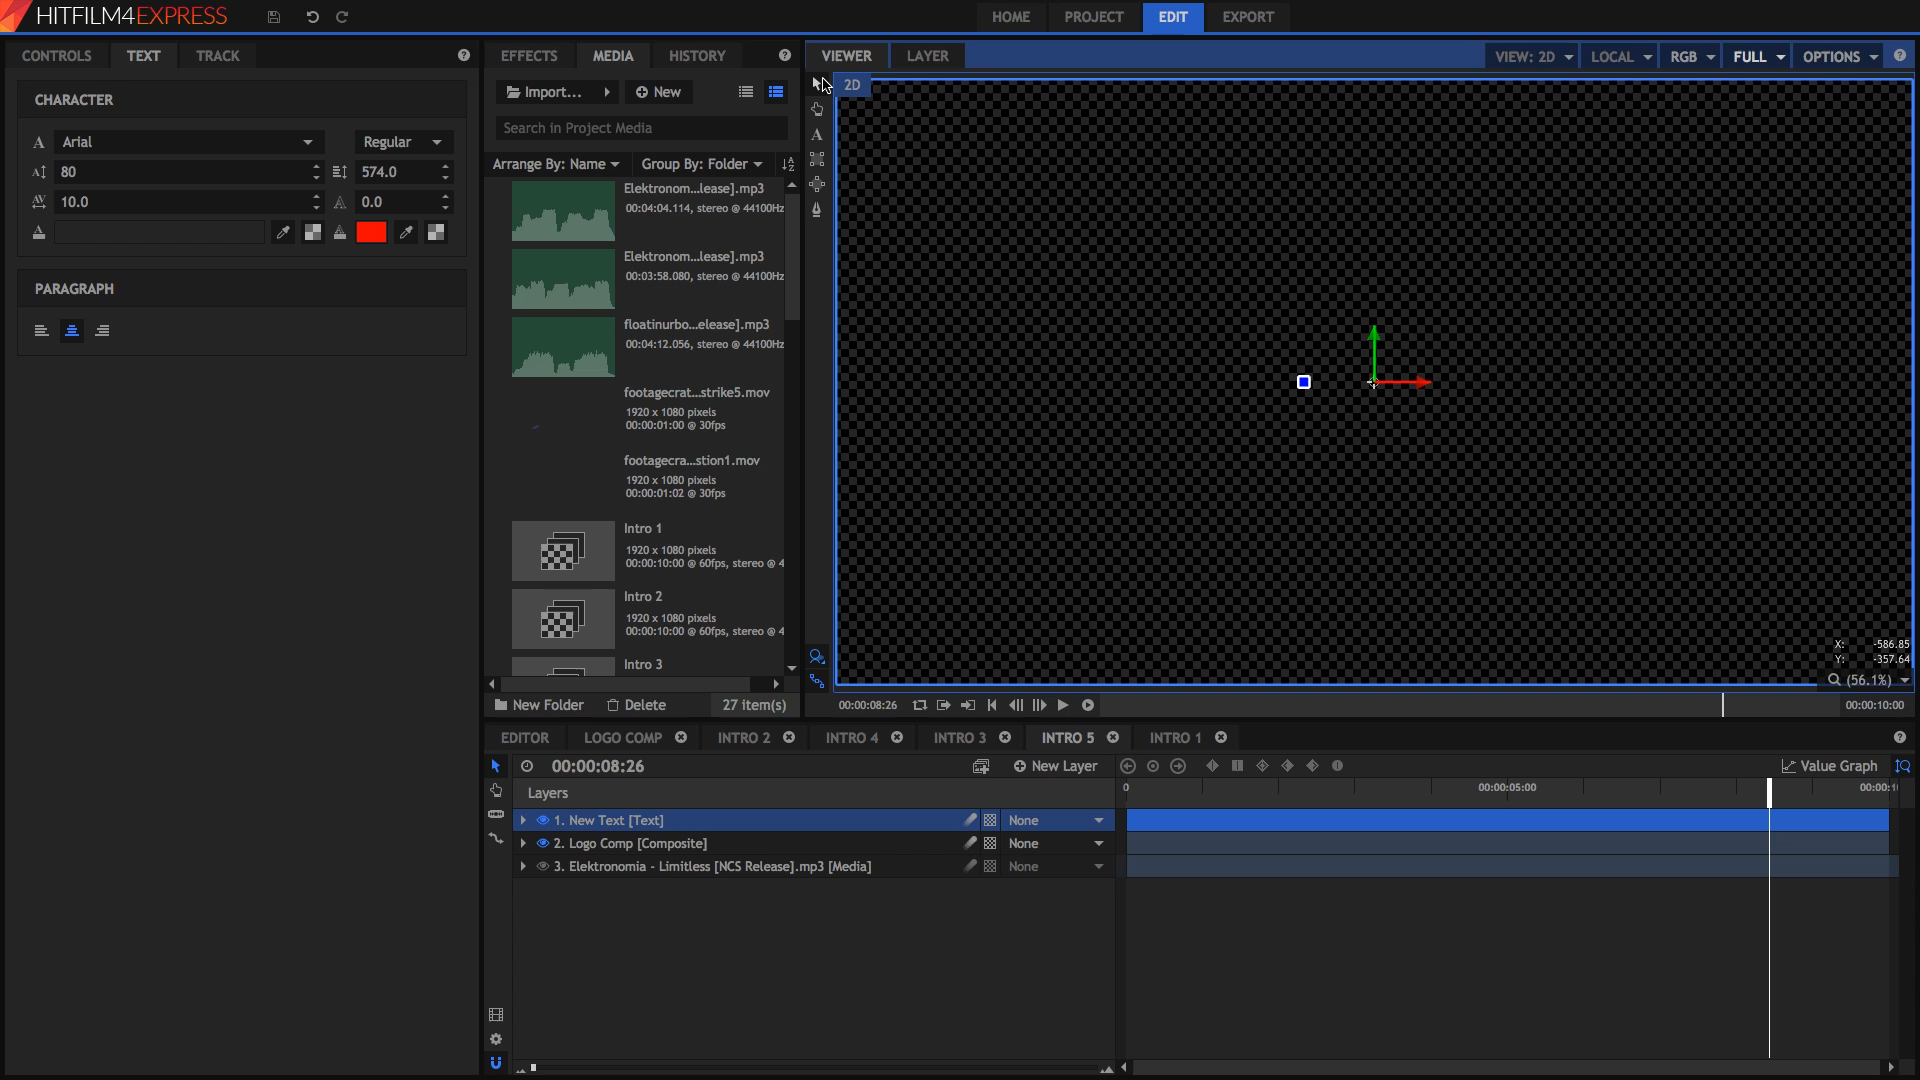 HITFILM4EXPRESS
HOME
PROJECT
EDIT
EXPORT
CONTROLS
TEXT
TRACK
EFFECTS
MEDIA
HISTORY
VIEWER
LAYER
VIEW: 2D
LOCAL
RGB
FULL
OPTIONS
CHARACTER
Arial
Regular
80
574.0
10.0
0.0
PARAGRAPH
Import...
New
Search in Project Media
Arrange By: Name
Group By: Folder
Elektronom...lease].mp3
00:04:04.114, stereo @ 44100Hz
Elektronom...lease].mp3
00:03:58.080, stereo @ 44100Hz
floatinurbo...elease].mp3
00:04:12.056, stereo @ 44100Hz
footagecrat...strike5.mov
1920 x 1080 pixels
00:00:01:00 @ 30fps
footagecra...stion1.mov
1920 x 1080 pixels
00:00:01:02 @ 30fps
Intro 1
1920 x 1080 pixels
00:00:10:00 @ 60fps, stereo @ 4
Intro 2
1920 x 1080 pixels
00:00:10:00 @ 60fps, stereo @ 4
Intro 3
New Folder
Delete
27 item(s)
2D
X: -586.85
Y: -357.64
(56.1%)
00:00:08:26
00:00:10:00
EDITOR
LOGO COMP
INTRO 2
INTRO 4
INTRO 3
INTRO 5
INTRO 1
00:00:08:26
New Layer
Value Graph
Layers
0
00:00:05:00
00:00:1
1. New Text [Text]
None
2. Logo Comp [Composite]
None
3. Elektronomia - Limitless [NCS Release].mp3 [Media]
None